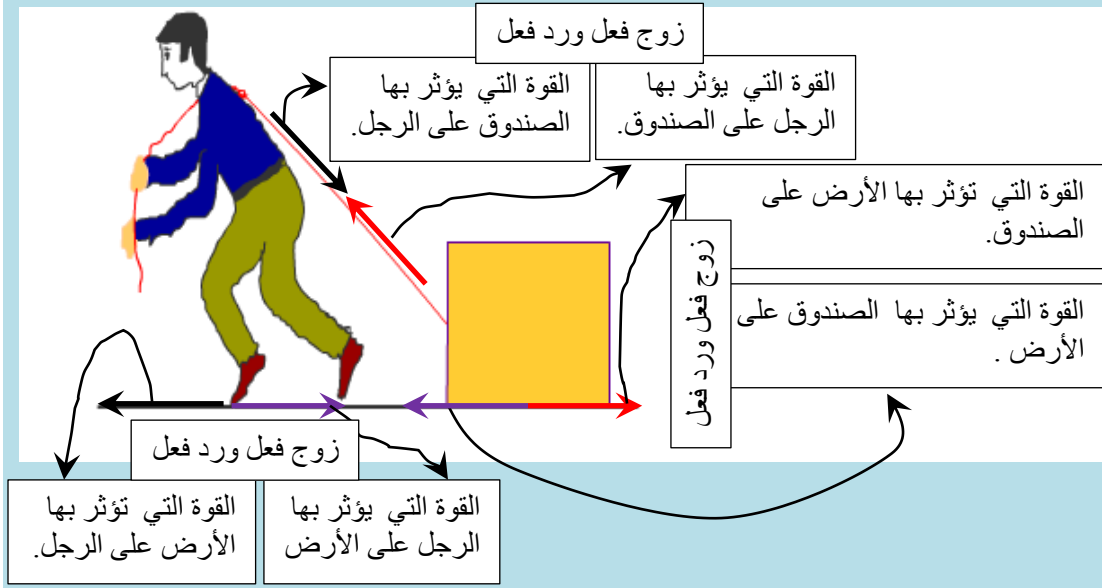 زوج فعل ورد فعل
القوة التي يؤثر بها
الصندوق على الرجل.
القوة التي يؤثر بها
الرجل على الصندوق.
القوة التي تؤثر بها الأرض على
الصندوق.
زوج فعل ورد فعل
القوة التي يؤثر بها الصندوق على
الأرض .
زوج فعل ورد فعل
القوة التي يؤثر بها
الرجل على الأرض
القوة التي تؤثر بها
الأرض على الرجل.